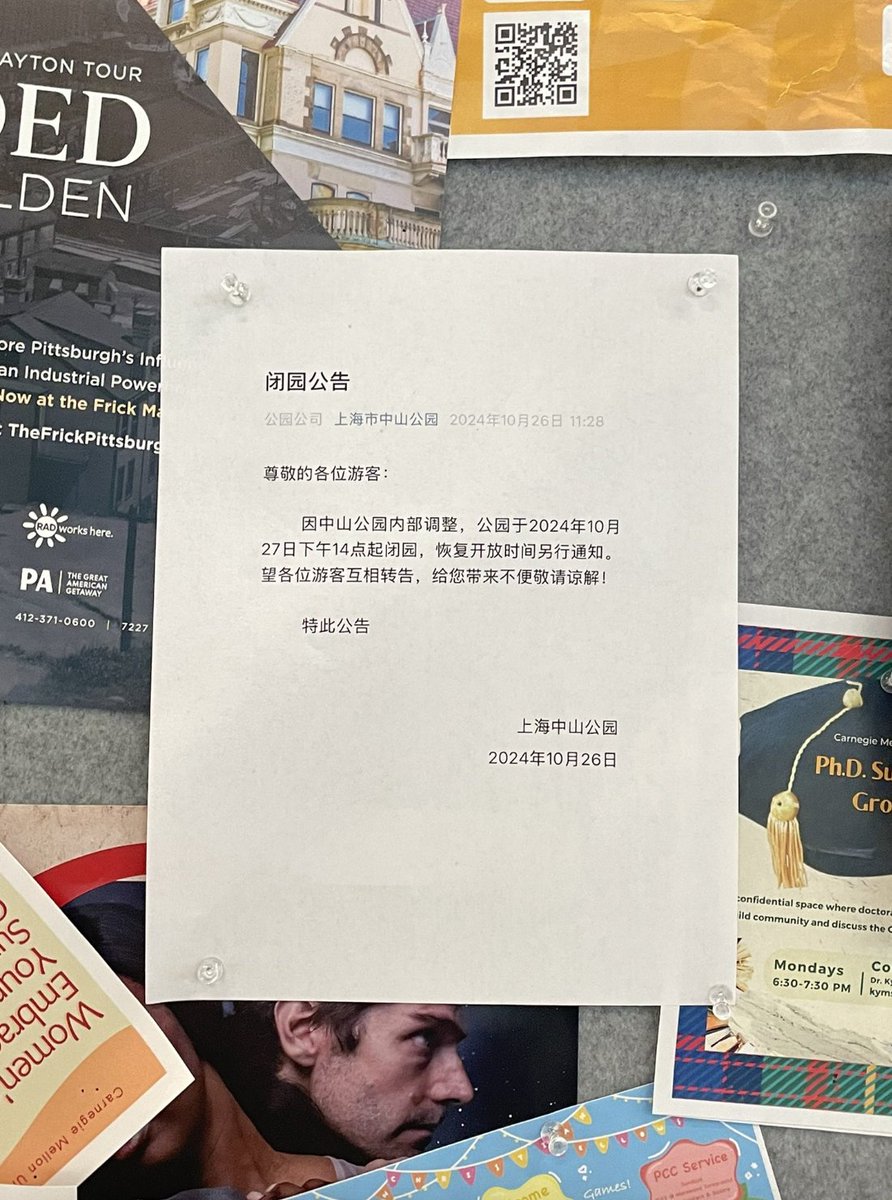 AYTON TOUR
DED
LDEN
ore Pittsburgh's Infl
an Industrial Power
Now at the Frick Ma
: TheFrickPittsburg
RAD works here.
PA THE GREAT
AMERICAN
GETAWAY
412-371-0600 | 7227
闭园公告
公园公司 上海市中山公园 2024年10月26日 11:28
尊敬的各位游客：
因中山公园内部调整，公园于2024年10月
27日下午14点起闭园，恢复开放时间另行通知。
望各位游客互相转告，给您带来不便敬请谅解！
特此公告
上海中山公园
2024年10月26日
Carnegie Me
Ph.D. Su
Gro
confidential space where doctora
ild community and discuss the
Mondays
6:30-7:30 PM
Co
Dr. Ky
kyms
Women'
Embrac
Your
Su
Carnegie Mellon U
Games!
PCC Service